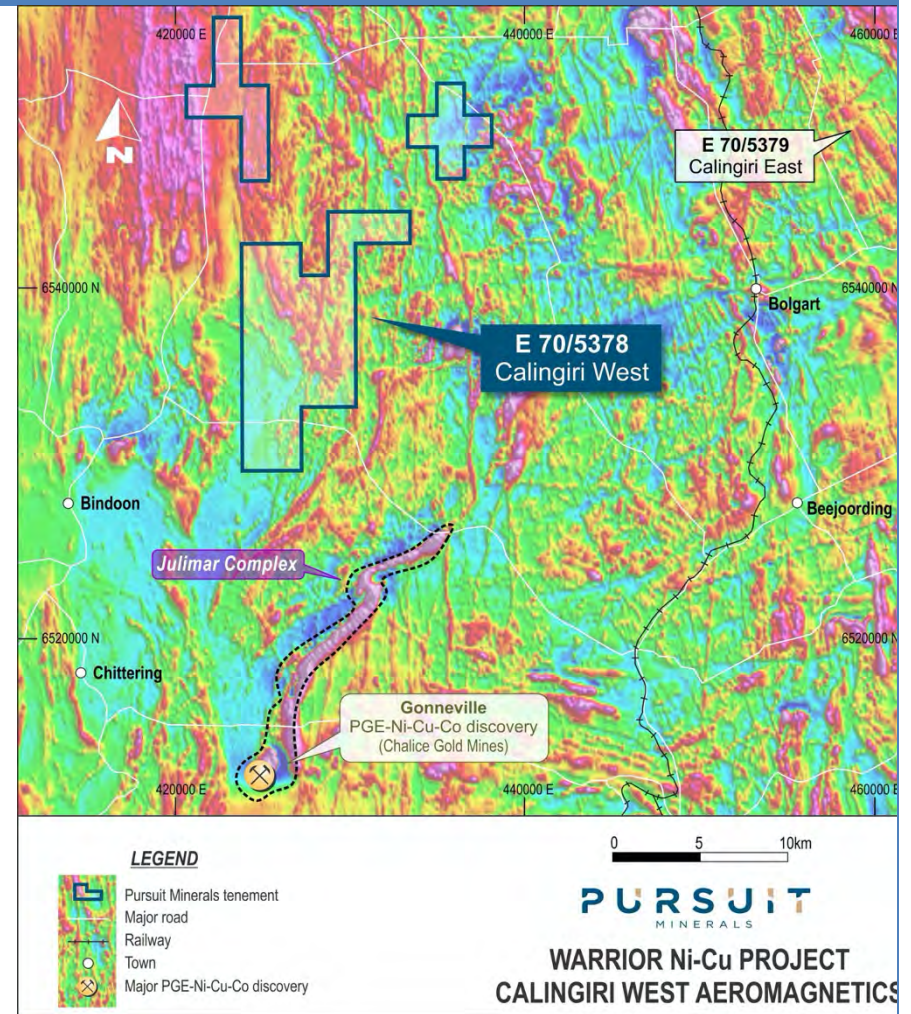 420000 E
440000 E
460000 E
N
E 70/5379
Calingiri East
6540000 N
6540000 N
Bolgart
E 70/5378
Calingiri West
Bindoon
Beejoording
Julimar Complex
6520000 N
6520000 N
Chittering
Gonneville
PGE-Ni-Cu-Co discovery
(Chalice Gold Mines)
420000 E
440000 E
460000 E
LEGEND
Pursuit Minerals tenement
Major road
Railway
Town
Major PGE-Ni-Cu-Co discovery
0 5 10km
PURSUIT
MINERALS
WARRIOR Ni-Cu PROJECT
CALINGIRI WEST AEROMAGNETICS